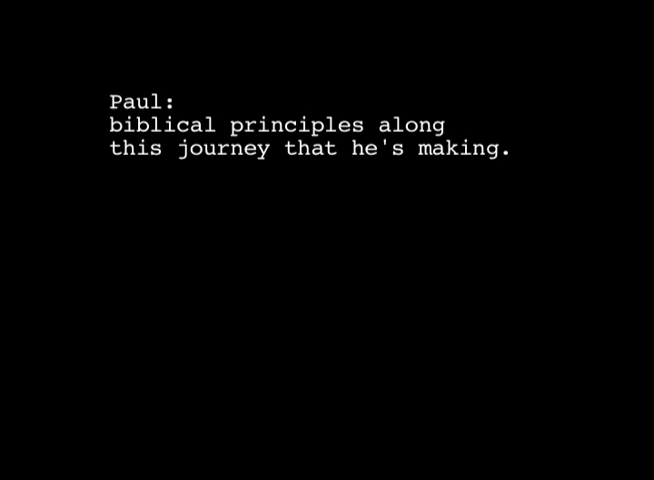 Paul:
biblical principles along
this journey that he's making.